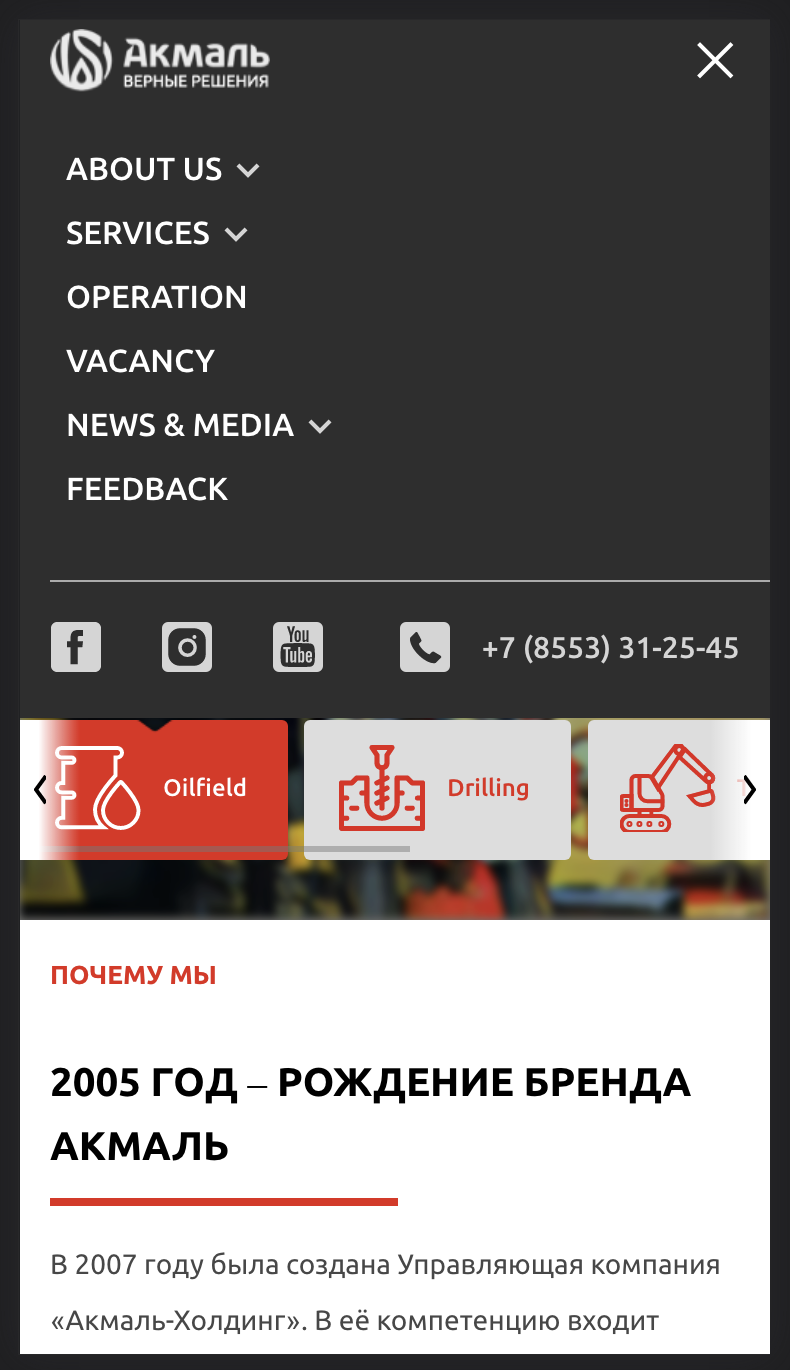 Акмаль
ВЕРНЫЕ РЕШЕНИЯ
ABOUT US
SERVICES
OPERATION
VACANCY
NEWS & MEDIA
FEEDBACK
You
Tube
+7 (8553) 31-25-45
Oilfield
Drilling
ПОЧЕМУ МЫ
2005 ГОД – РОЖДЕНИЕ БРЕНДА
АКМАЛЬ
В 2007 году была создана Управляющая компания
«Акмаль-Холдинг». В её компетенцию входит